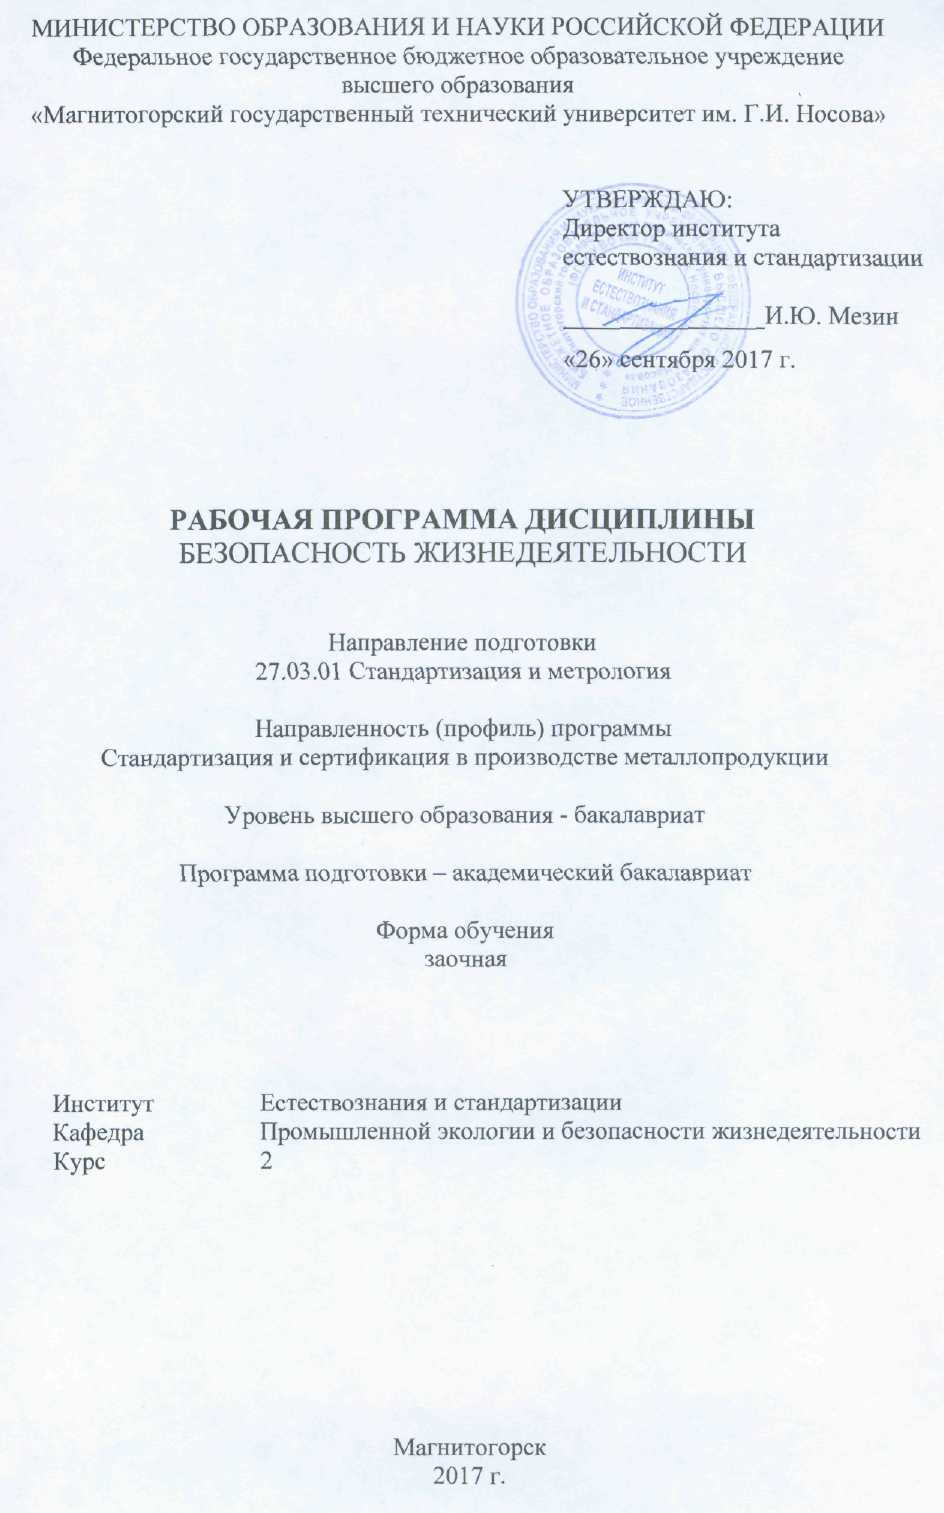 МИНИСТЕРСТВО ОБРАЗОВАНИЯ И НАУКИ РОССИЙСКОЙ ФЕДЕРАЦИИ
Федеральное государственное бюджетное образовательное учреждение
высшего образования
«Магнитогорский государственный технический университет им. Г.И. Носова»
УТВЕРЖДАЮ:
Директор института
естествознания и стандартизации
ИНСТИТУТ
ЕСТЕСТВОЗНАНИЯ
И СТАНДАРТИЗАЦИИ
И.Ю. Мезин
«26» сентября 2017 г.
РАБОЧАЯ ПРОГРАММА ДИСЦИПЛИНЫ
БЕЗОПАСНОСТЬ ЖИЗНЕДЕЯТЕЛЬНОСТИ
Направление подготовки
27.03.01 Стандартизация и метрология
Направленность (профиль) программы
Стандартизация и сертификация в производстве металлопродукции
Уровень высшего образования - бакалавриат
Программа подготовки – академический бакалавриат
Форма обучения
заочная
Институт Естествознания и стандартизации
Кафедра Промышленной экологии и безопасности жизнедеятельности
Курс 2
Магнитогорск
2017 г.